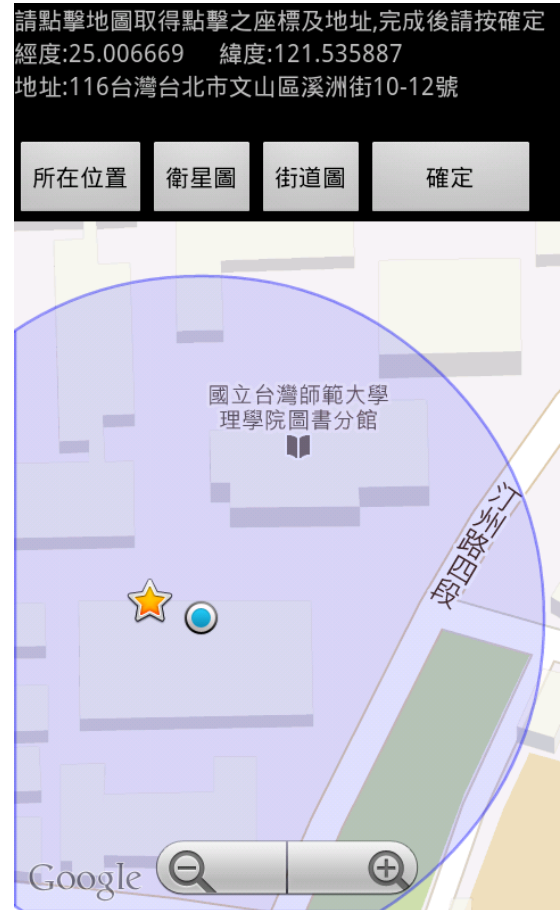 請點擊地圖取得點擊之座標及地址,完成後請按確定
經度:25.006669 緯度:121.535887
地址:116台灣台北市文山區溪洲街10-12號
所在位置 衛星圖 街道圖 確定
國立台灣師範大學
理學院圖書分館
汀州路四段
Google